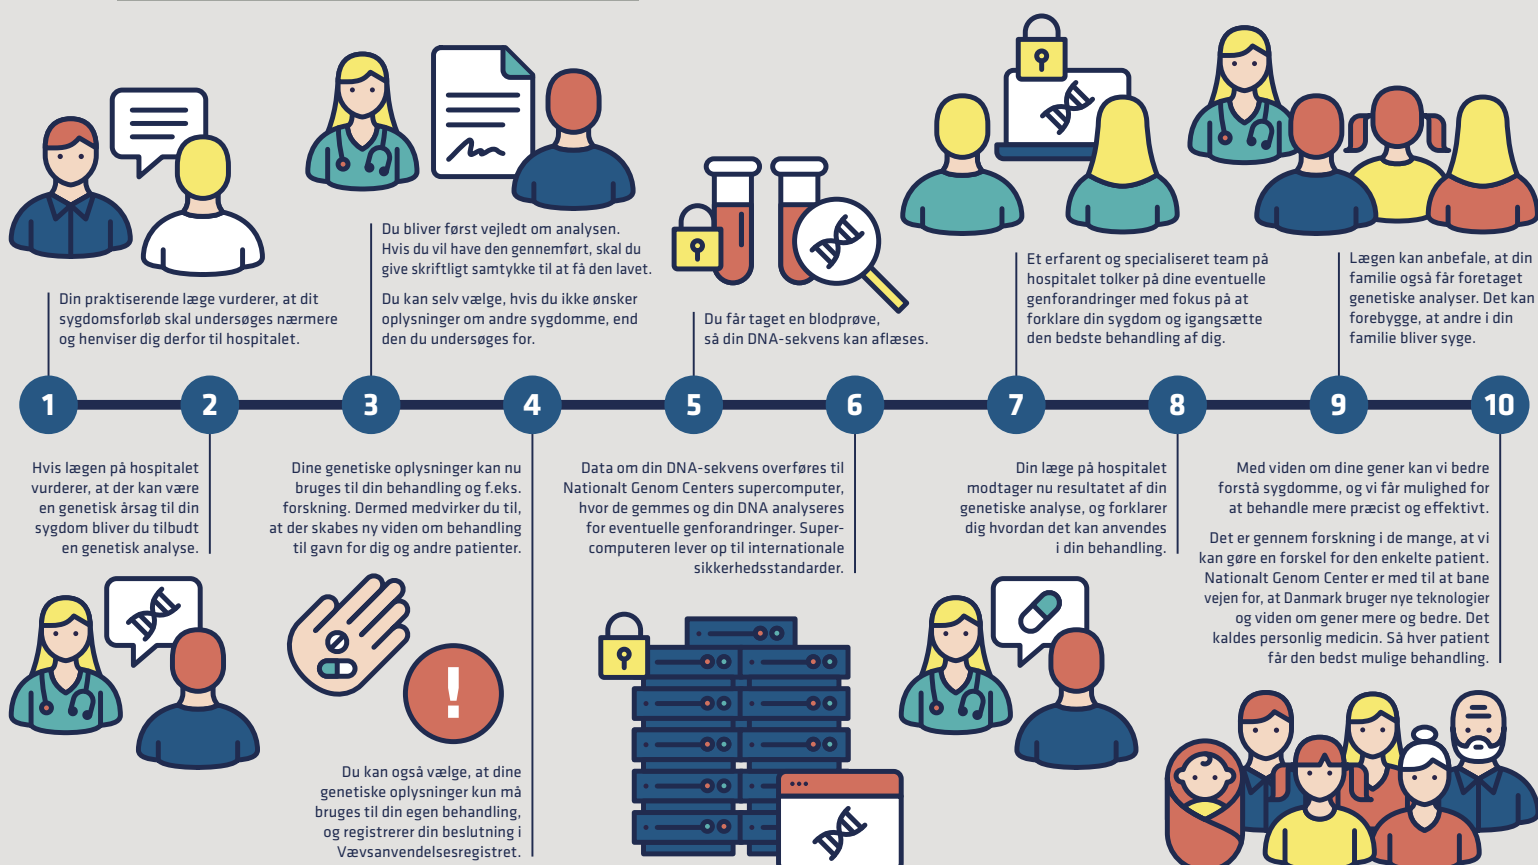 1
Din praktiserende læge vurderer, at dit
sygdomsforløb skal undersøges nærmere
og henviser dig derfor til hospitalet.
2
Hvis lægen på hospitalet
vurderer, at der kan være
en genetisk årsag til din
sygdom bliver du tilbudt
en genetisk analyse.
3
Du bliver først vejledt om analysen.
Hvis du vil have den gennemført, skal du
give skriftligt samtykke til at få den lavet.
Du kan selv vælge, hvis du ikke ønsker
oplysninger om andre sygdomme, end
den du undersøges for.
4
Dine genetiske oplysninger kan nu
bruges til din behandling og f.eks.
forskning. Dermed medvirker du til,
at der skabes ny viden om behandling
til gavn for dig og andre patienter.
!
Du kan også vælge, at dine
genetiske oplysninger kun må
bruges til din egen behandling,
og registrerer din beslutning i
Vævsanvendelsesregistret.
5
Du får taget en blodprøve,
så din DNA-sekvens kan aflæses.
6
Data om din DNA-sekvens overføres til
Nationalt Genom Centers supercomputer,
hvor de gemmes og din DNA analyseres
for eventuelle genforandringer. Super-
computeren lever op til internationale
sikkerhedsstandarder.
7
Et erfarent og specialiseret team på
hospitalet tolker på dine eventuelle
genforandringer med fokus på at
forklare din sygdom og igangsætte
den bedste behandling af dig.
8
Din læge på hospitalet
modtager nu resultatet af din
genetiske analyse, og forklarer
dig hvordan det kan anvendes
i din behandling.
9
Lægen kan anbefale, at din
familie også får foretaget
genetiske analyser. Det kan
forebygge, at andre i din
familie bliver syge.
10
Med viden om dine gener kan vi bedre
forstå sygdomme, og vi får mulighed for
at behandle mere præcist og effektivt.
Det er gennem forskning i de mange, at vi
kan gøre en forskel for den enkelte patient.
Nationalt Genom Center er med til at bane
vejen for, at Danmark bruger nye teknologier
og viden om gener mere og bedre. Det
kaldes personlig medicin. Så hver patient
får den bedst mulige behandling.